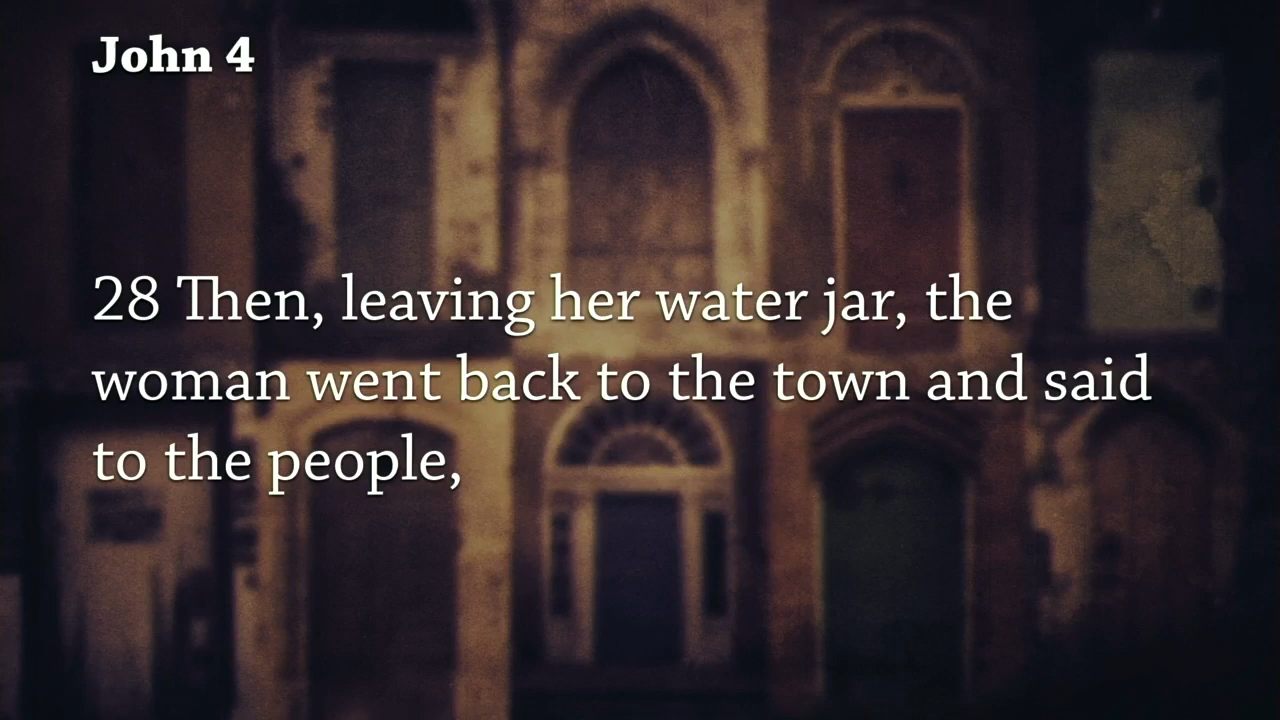 John 4
28 Then, leaving her water jar, the
woman went back to the town and said
to the people,